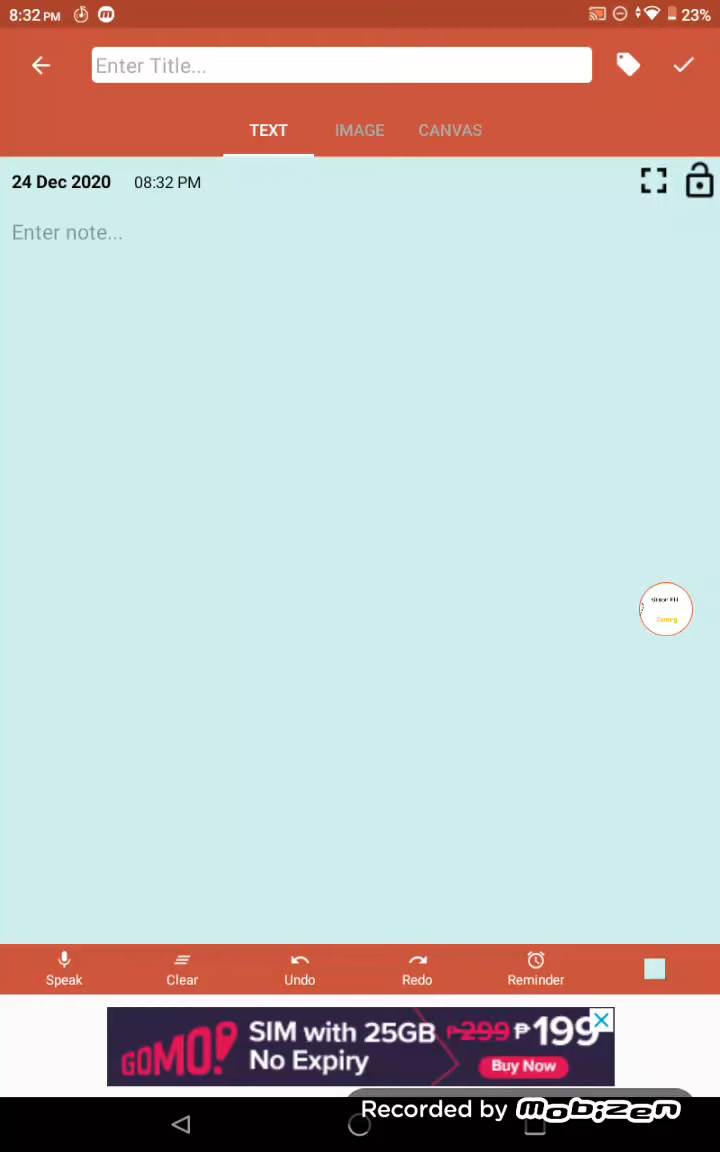 8:32 PM
23%
Enter Title...
TEXT IMAGE CANVAS
24 Dec 2020 08:32 PM
Enter note...
Speak Clear Undo Redo Reminder
GOMO!
SIM with 25GB ₱299 ₱199
No Expiry
Buy Now
Recorded by mobizen